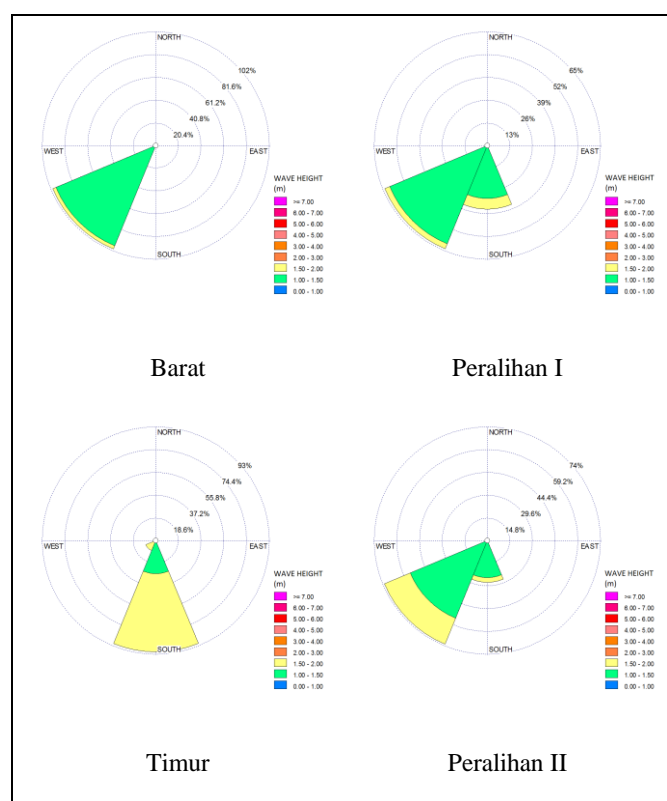 NORTH
102%
81.6%
61.2%
40.8%
20.4%
WEST
EAST
SOUTH
WAVE HEIGHT
(m)
>= 7.00
6.00 - 7.00
5.00 - 6.00
4.00 - 5.00
3.00 - 4.00
2.00 - 3.00
1.50 - 2.00
1.00 - 1.50
0.00 - 1.00
Barat
NORTH
65%
52%
39%
26%
13%
WEST
EAST
SOUTH
WAVE HEIGHT
(m)
>= 7.00
6.00 - 7.00
5.00 - 6.00
4.00 - 5.00
3.00 - 4.00
2.00 - 3.00
1.50 - 2.00
1.00 - 1.50
0.00 - 1.00
Peralihan I
NORTH
93%
74.4%
55.8%
37.2%
18.6%
WEST
EAST
SOUTH
WAVE HEIGHT
(m)
>= 7.00
6.00 - 7.00
5.00 - 6.00
4.00 - 5.00
3.00 - 4.00
2.00 - 3.00
1.50 - 2.00
1.00 - 1.50
0.00 - 1.00
Timur
NORTH
74%
59.2%
44.4%
29.6%
14.8%
WEST
EAST
SOUTH
WAVE HEIGHT
(m)
>= 7.00
6.00 - 7.00
5.00 - 6.00
4.00 - 5.00
3.00 - 4.00
2.00 - 3.00
1.50 - 2.00
1.00 - 1.50
0.00 - 1.00
Peralihan II